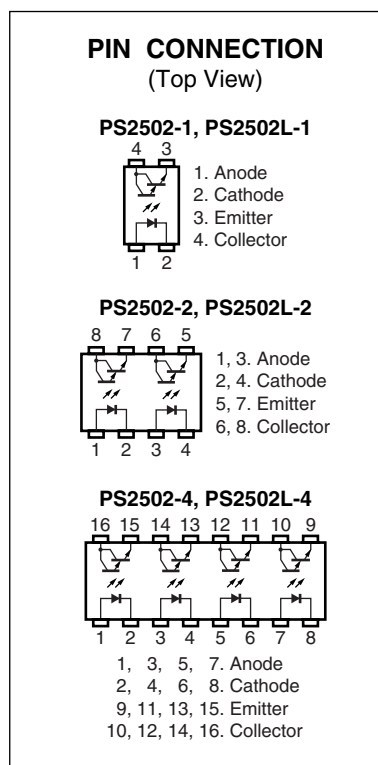 PIN CONNECTION
(Top View)
PS2502-1, PS2502L-1
4 3
1. Anode
2. Cathode
3. Emitter
4. Collector
1 2
PS2502-2, PS2502L-2
8 7 6 5
1, 3. Anode
2, 4. Cathode
5, 7. Emitter
6, 8. Collector
1 2 3 4
PS2502-4, PS2502L-4
16 15 14 13 12 11 10 9
1 2 3 4 5 6 7 8
1, 3, 5, 7. Anode
2, 4, 6, 8. Cathode
9, 11, 13, 15. Emitter
10, 12, 14, 16. Collector